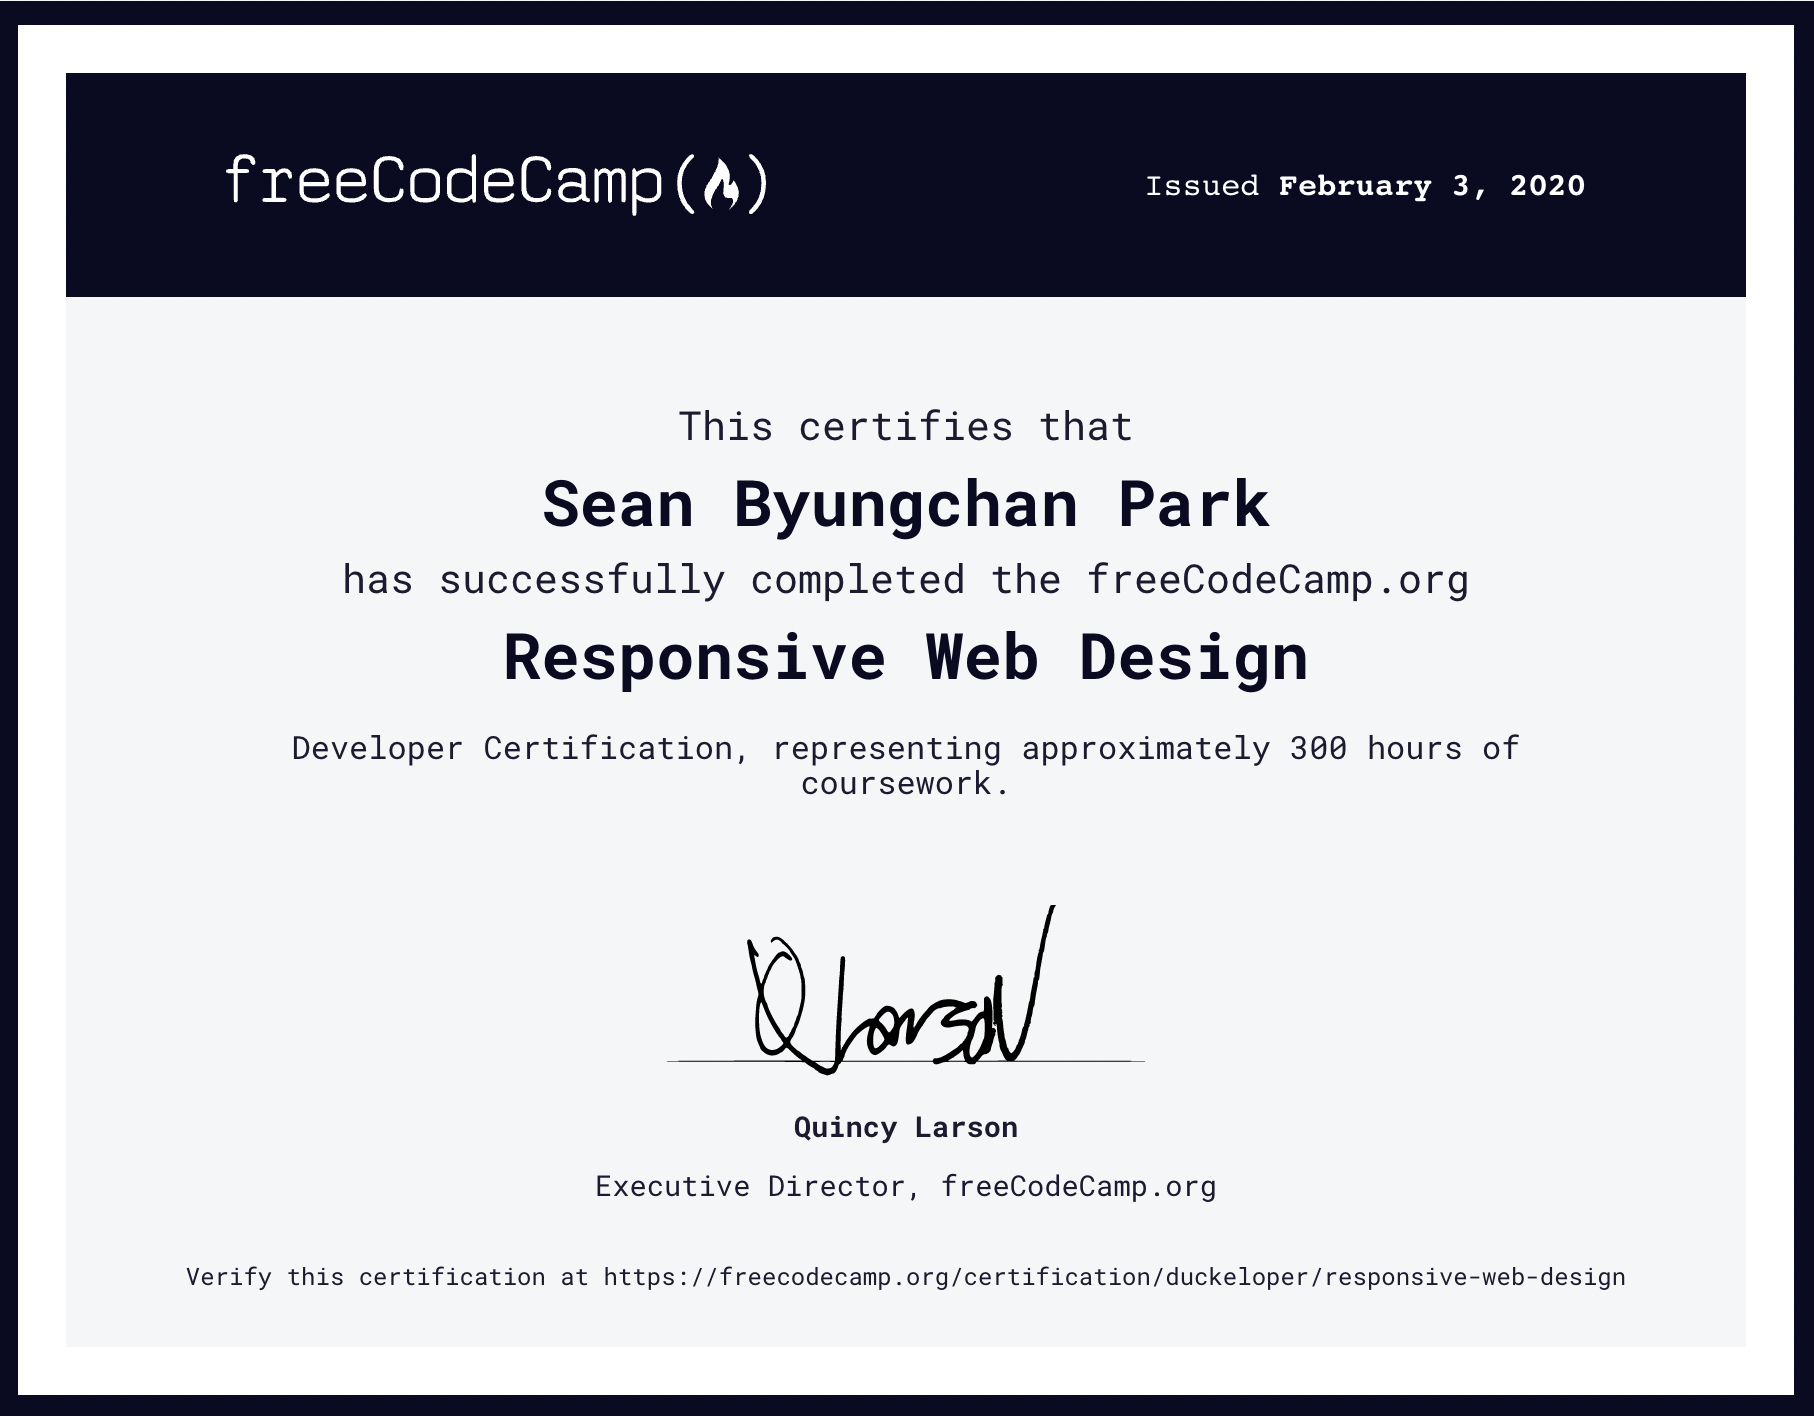 freeCodeCamp(🔥)
Issued February 3, 2020
This certifies that
Sean Byungchan Park
has successfully completed the freeCodeCamp.org
Responsive Web Design
Developer Certification, representing approximately 300 hours of
coursework.
Q Larson
Quincy Larson
Executive Director, freeCodeCamp.org
Verify this certification at https://freecodecamp.org/certification/duckeloper/responsive-web-design